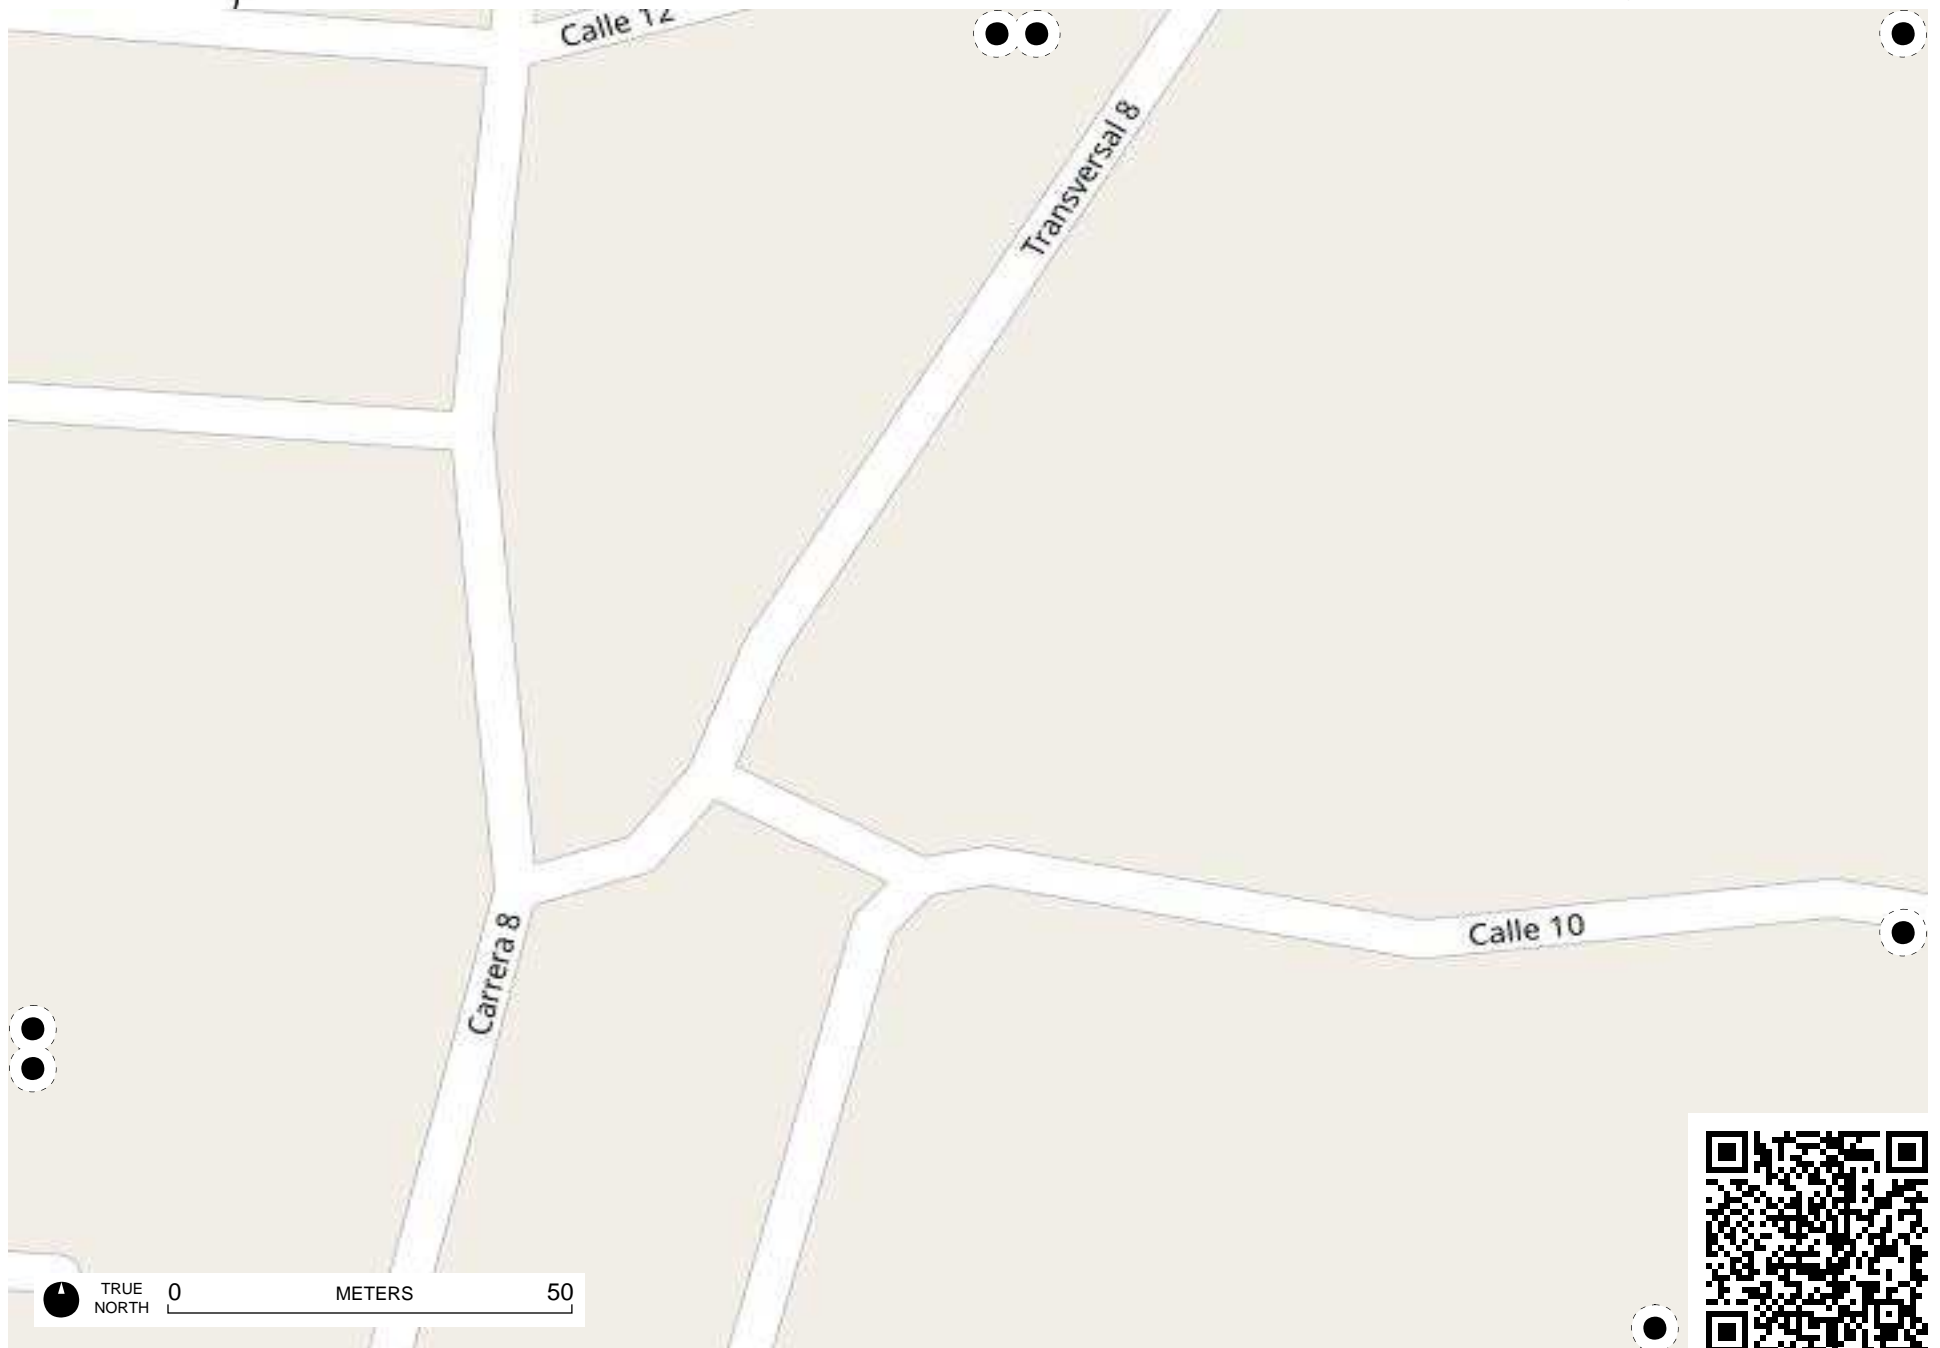 Calle 12
Transversal 8
Carrera 8
Calle 10
TRUE
NORTH
0 METERS 50